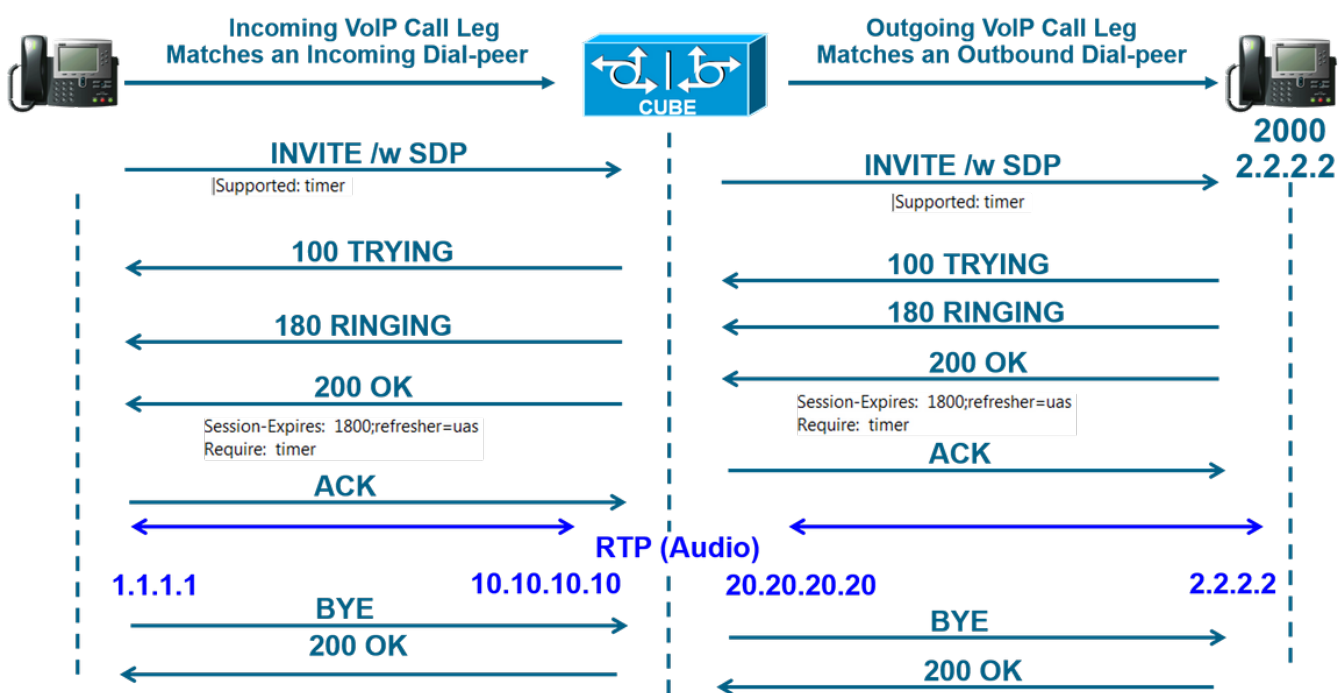 Incoming VoIP Call Leg
Matches an Incoming Dial-peer
CUBE
Outgoing VoIP Call Leg
Matches an Outbound Dial-peer
2000
2.2.2.2
INVITE /w SDP
|Supported: timer
INVITE /w SDP
|Supported: timer
100 TRYING
100 TRYING
180 RINGING
180 RINGING
200 OK
Session-Expires: 1800;refresher=uas
Require: timer
200 OK
Session-Expires: 1800;refresher=uas
Require: timer
ACK
ACK
RTP (Audio)
1.1.1.1
10.10.10.10
20.20.20.20
2.2.2.2
BYE
BYE
200 OK
200 OK